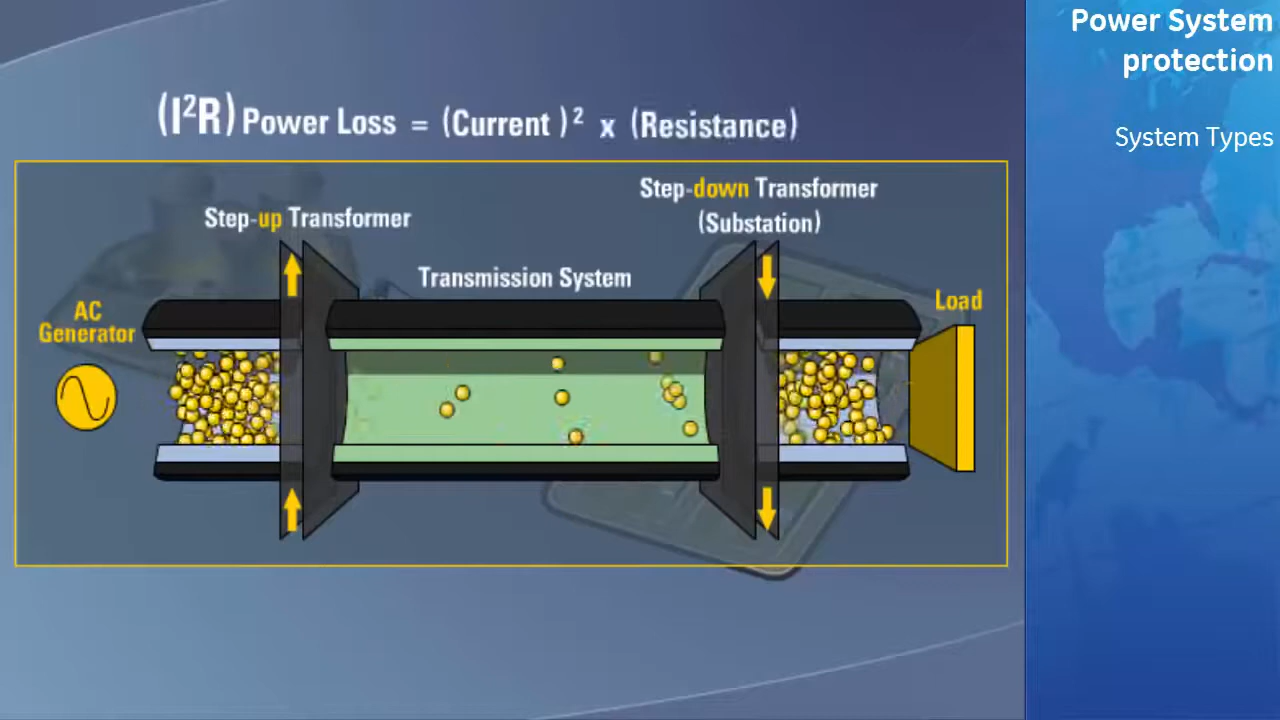 Power System
protection
System Types
(I²R) Power Loss = (Current )² x (Resistance)
Step-down Transformer
(Substation)
Step-up Transformer
Transmission System
AC
Generator
Load